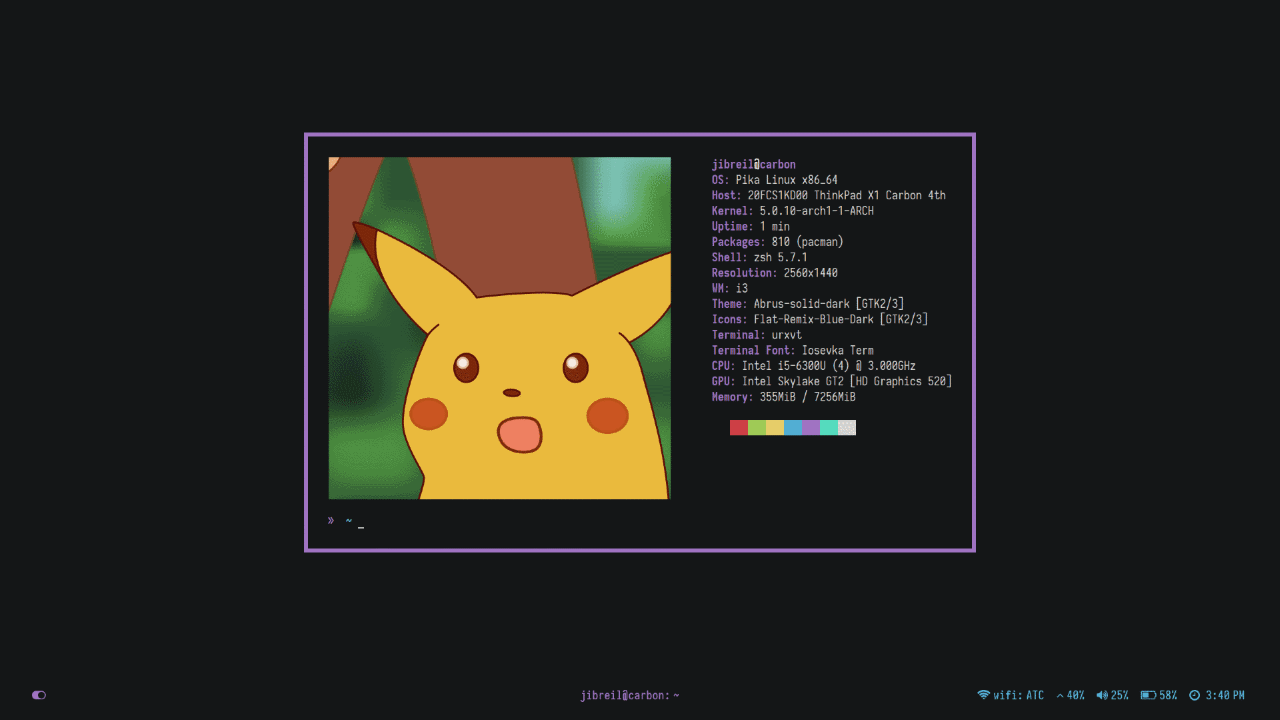 jibreil@carbon
OS: Pika Linux x86_64
Host: 20FCS1KD00 ThinkPad X1 Carbon 4th
Kernel: 5.0.10-arch1-1-ARCH
Uptime: 1 min
Packages: 810 (pacman)
Shell: zsh 5.7.1
Resolution: 2560x1440
WM: i3
Theme: Abrus-solid-dark [GTK2/3]
Icons: Flat-Remix-Blue-Dark [GTK2/3]
Terminal: urxvt
Terminal Font: Iosevka Term
CPU: Intel i5-6300U (4) @ 3.000GHz
GPU: Intel Skylake GT2 [HD Graphics 520]
Memory: 355MiB / 7256MiB
» ~ _
jibreil@carbon: ~
wifi: ATC 40% 25% 58% 3:40 PM